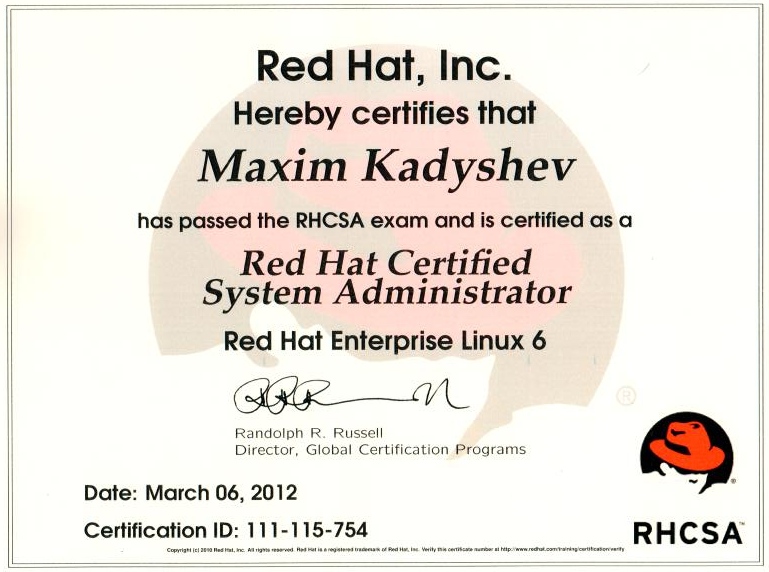 Red Hat, Inc.
Hereby certifies that
Maxim Kadyshev
has passed the RHCSA exam and is certified as a
Red Hat Certified
System Administrator
Red Hat Enterprise Linux 6
Randolph R. Russell
Director, Global Certification Programs
®
®
Date: March 06, 2012
Certification ID: 111-115-754
RHCSA™
Copyright (c) 2010 Red Hat, Inc. All rights reserved. Red Hat is a registered trademark of Red Hat, Inc. Verify this certificate number at http://www.redhat.com/training/certification/verify